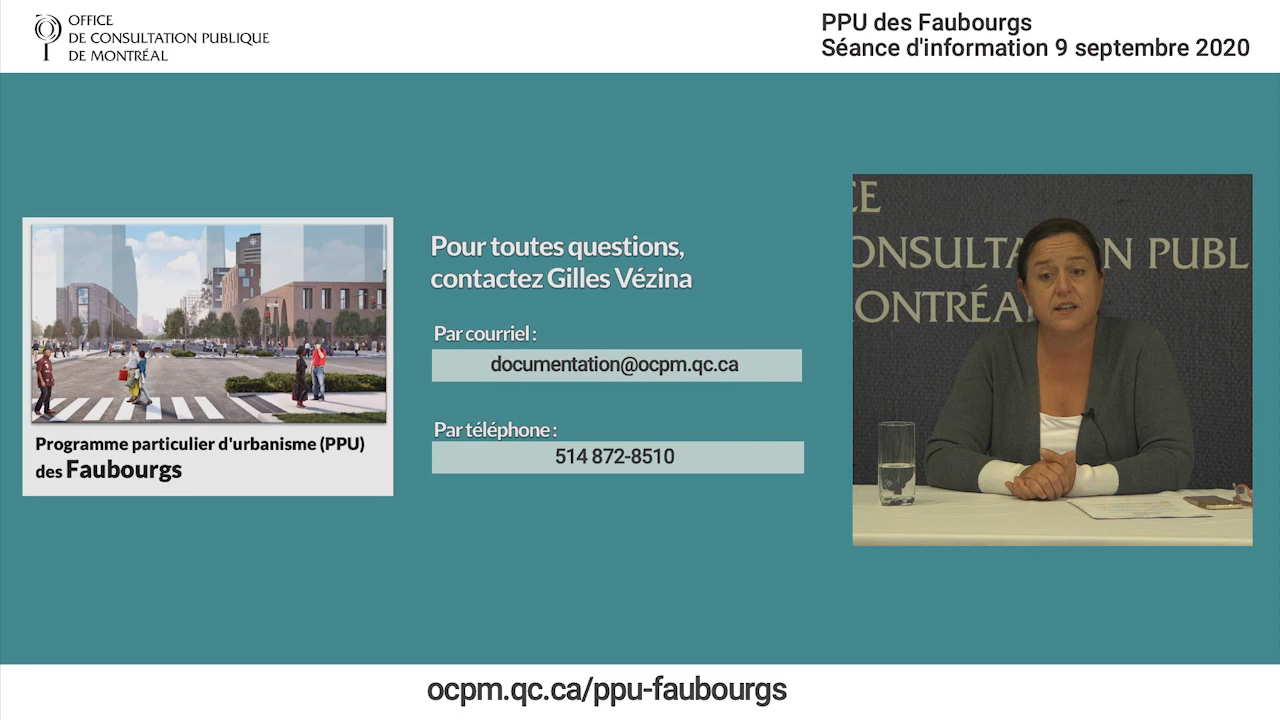 OFFICE
DE CONSULTATION PUBLIQUE
DE MONTRÉAL
PPU des Faubourgs
Séance d'information 9 septembre 2020
Programme particulier d'urbanisme (PPU)
des Faubourgs
Pour toutes questions,
contactez Gilles Vézina
Par courriel :
documentation@ocpm.qc.ca
Par téléphone :
514 872-8510
CE
ONSULTA N PUBL
ONTRÉA
ocpm.qc.ca/ppu-faubourgs